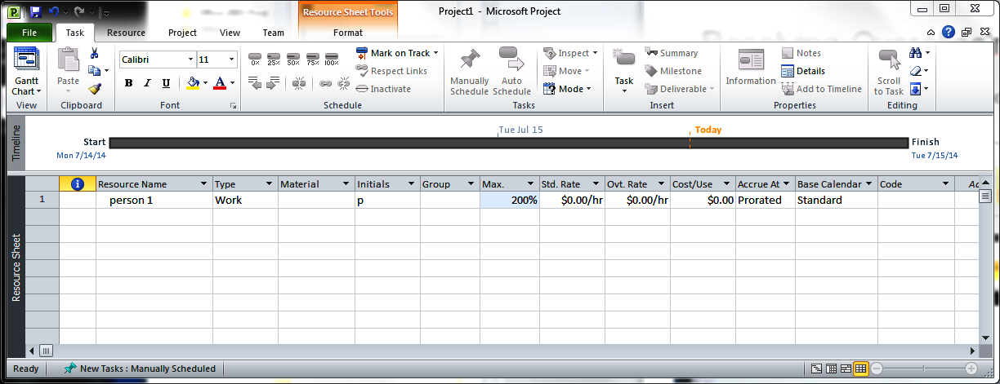 Resource Sheet Tools
Project1 - Microsoft Project
File Task Resource Project View Team Format
Gantt Chart
View
Paste
Clipboard
Calibri 11
B I U A
Font
0% 25% 50% 75% 100%
Mark on Track
Respect Links
Inactivate
Schedule
Manually Schedule
Auto Schedule
Inspect
Move
Mode
Tasks
Task
Summary
Milestone
Deliverable
Insert
Information
Notes
Details
Add to Timeline
Properties
Scroll to Task
Editing
Timeline
Tue Jul 15
Today
Start
Mon 7/14/14
Finish
Tue 7/15/14
Resource Sheet
Resource Name Type Material Initials Group Max. Std. Rate Ovt. Rate Cost/Use Accrue At Base Calendar Code
1 person 1 Work p 200% $0.00/hr $0.00/hr $0.00 Prorated Standard
Ready New Tasks : Manually Scheduled